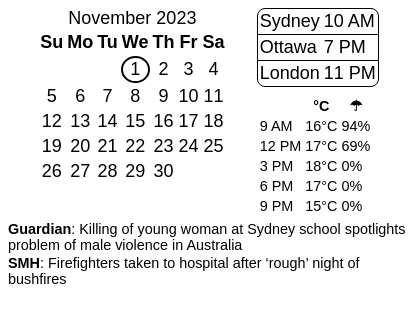 November 2023
Su Mo Tu We Th Fr Sa
1 2 3 4
5 6 7 8 9 10 11
12 13 14 15 16 17 18
19 20 21 22 23 24 25
26 27 28 29 30
Sydney 10 AM
Ottawa 7 PM
London 11 PM
°C ☂
9 AM 16°C 94%
12 PM 17°C 69%
3 PM 18°C 0%
6 PM 17°C 0%
9 PM 15°C 0%
Guardian: Killing of young woman at Sydney school spotlights
problem of male violence in Australia
SMH: Firefighters taken to hospital after ‘rough’ night of
bushfires